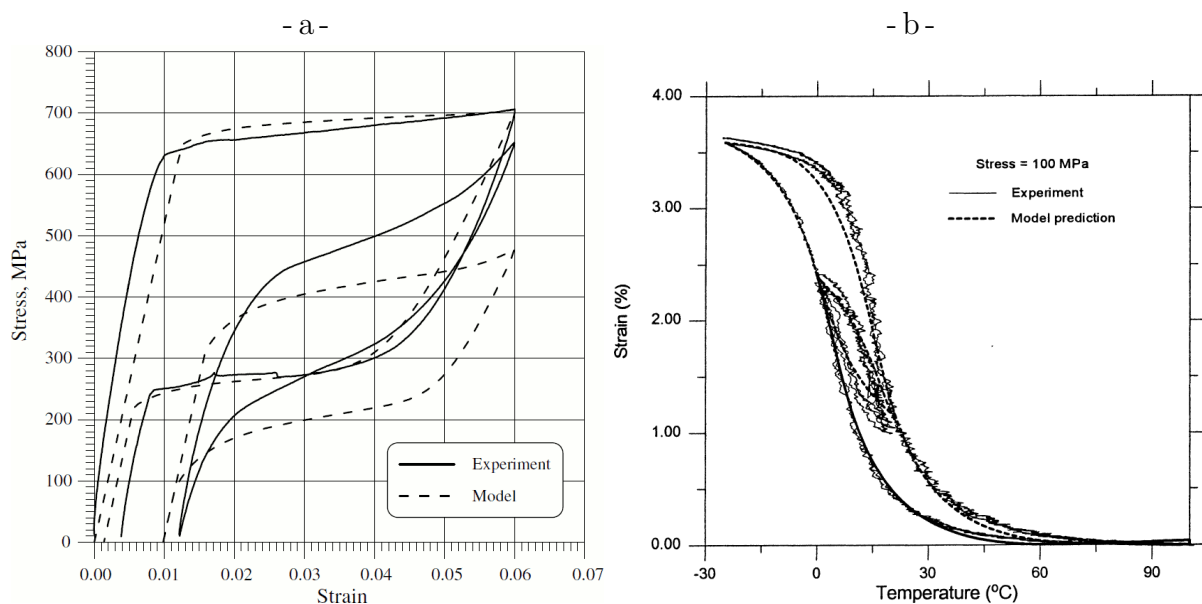 -a-
800
700
600
500
400
300
200
100
0
Stress, MPa
0.00 0.01 0.02 0.03 0.04 0.05 0.06 0.07
Strain
Experiment
Model
-b-
4.00
3.00
2.00
1.00
0.00
Strain (%)
-30 0 30 60 90
Temperature (ºC)
Stress = 100 MPa
Experiment
Model prediction